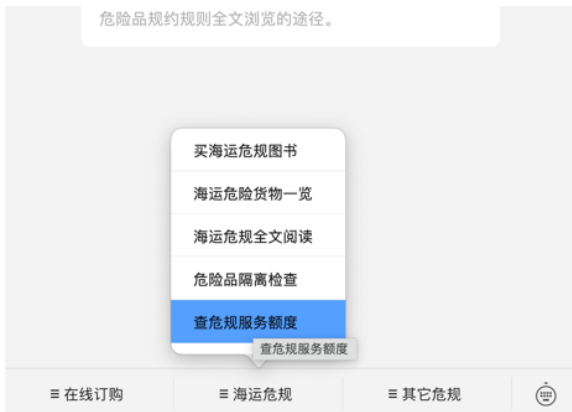 危险品规约规则全文浏览的途径。
买海运危规图书
海运危险货物一览
海运危规全文阅读
危险品隔离检查
查危规服务额度
查危规服务额度
≡ 在线订购
≡ 海运危规
≡ 其它危规